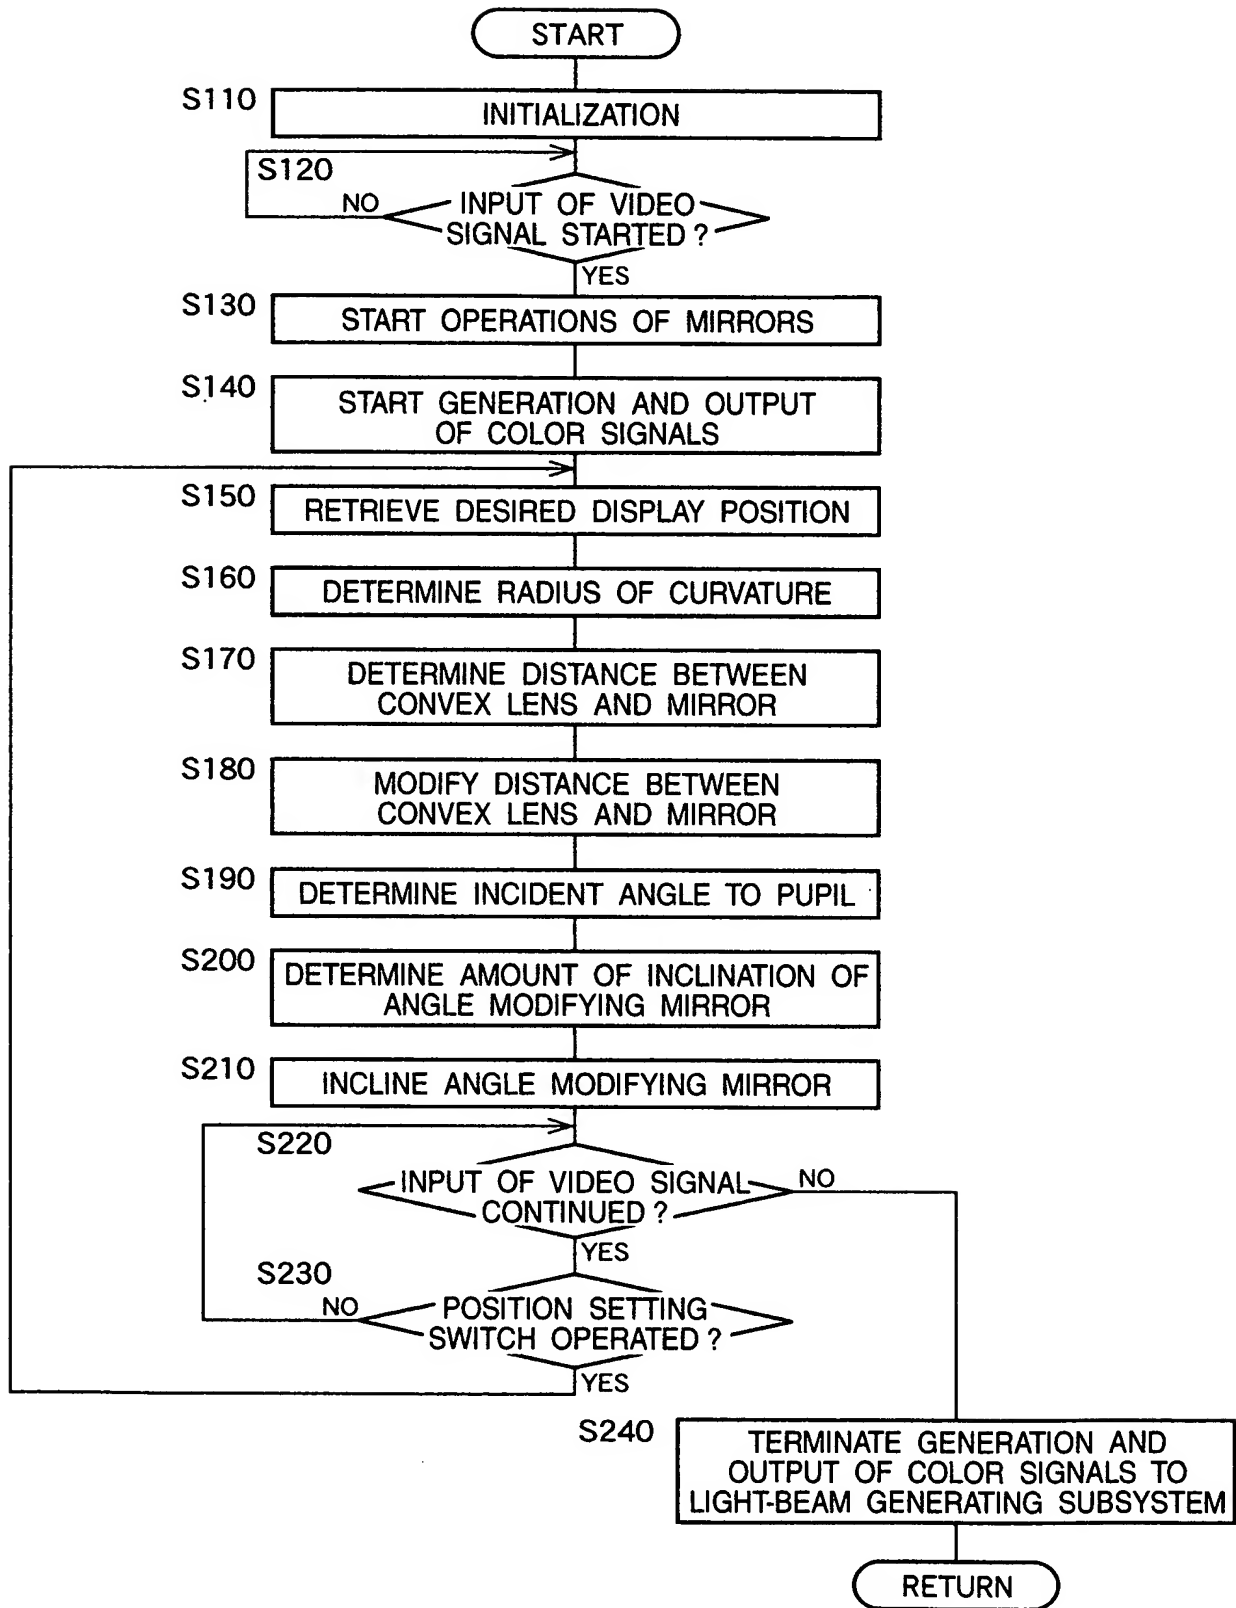 START
S110
INITIALIZATION
S120
NO
INPUT OF VIDEO
SIGNAL STARTED ?
YES
S130
START OPERATIONS OF MIRRORS
S140
START GENERATION AND OUTPUT
OF COLOR SIGNALS
S150
RETRIEVE DESIRED DISPLAY POSITION
S160
DETERMINE RADIUS OF CURVATURE
S170
DETERMINE DISTANCE BETWEEN
CONVEX LENS AND MIRROR
S180
MODIFY DISTANCE BETWEEN
CONVEX LENS AND MIRROR
S190
DETERMINE INCIDENT ANGLE TO PUPIL
S200
DETERMINE AMOUNT OF INCLINATION OF
ANGLE MODIFYING MIRROR
S210
INCLINE ANGLE MODIFYING MIRROR
S220
INPUT OF VIDEO SIGNAL
CONTINUED ?
NO
YES
S230
NO
POSITION SETTING
SWITCH OPERATED ?
YES
S240
TERMINATE GENERATION AND
OUTPUT OF COLOR SIGNALS TO
LIGHT-BEAM GENERATING SUBSYSTEM
RETURN